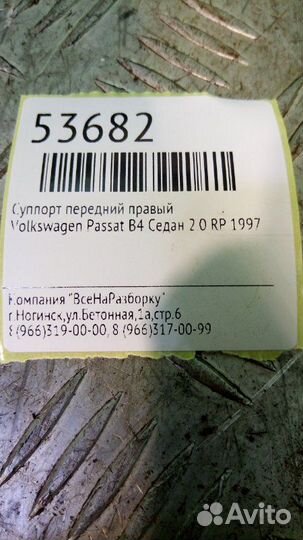 53682
Суппорт передний правый
Volkswagen Passat B4 Седан 2 0 RP 1997
Компания "ВсеНаРазборку"
г.Ногинск,ул.Бетонная,1а,стр.6
8(966)319-00-00, 8 (966)317-00-99
Avito